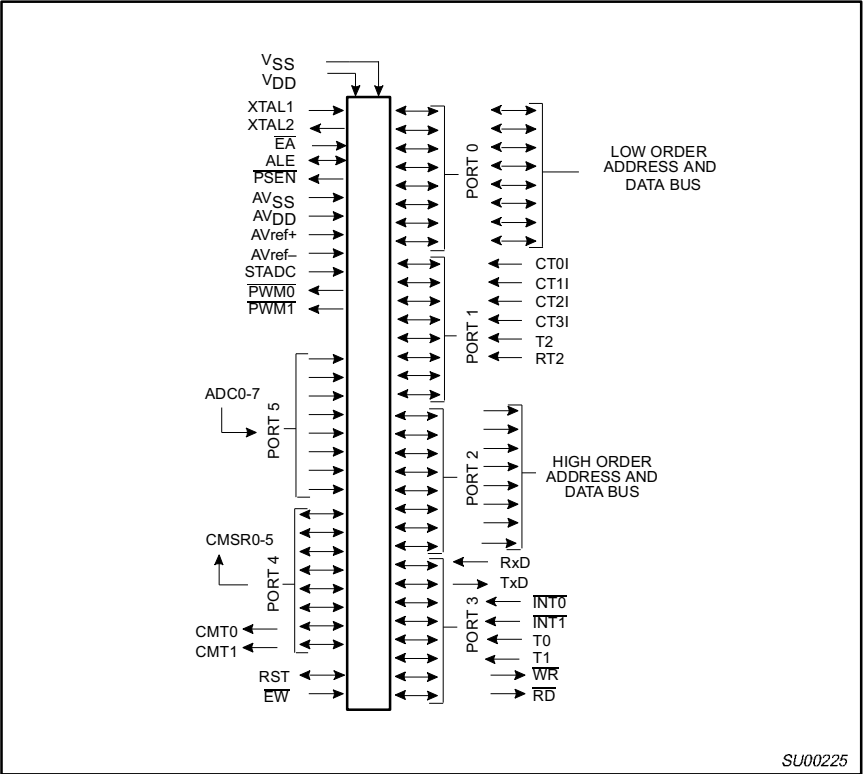 VSS
VDD
XTAL1
XTAL2
EA
ALE
PSEN
AVSS
AVDD
AVref+
AVref–
STADC
PWM0
PWM1
ADC0-7
PORT 5
CMSR0-5
PORT 4
CMT0
CMT1
RST
EW
PORT 0
LOW ORDER
ADDRESS AND
DATA BUS
PORT 1
CT0I
CT1I
CT2I
CT3I
T2
RT2
PORT 2
HIGH ORDER
ADDRESS AND
DATA BUS
PORT 3
RxD
TxD
INT0
INT1
T0
T1
WR
RD
SU00225